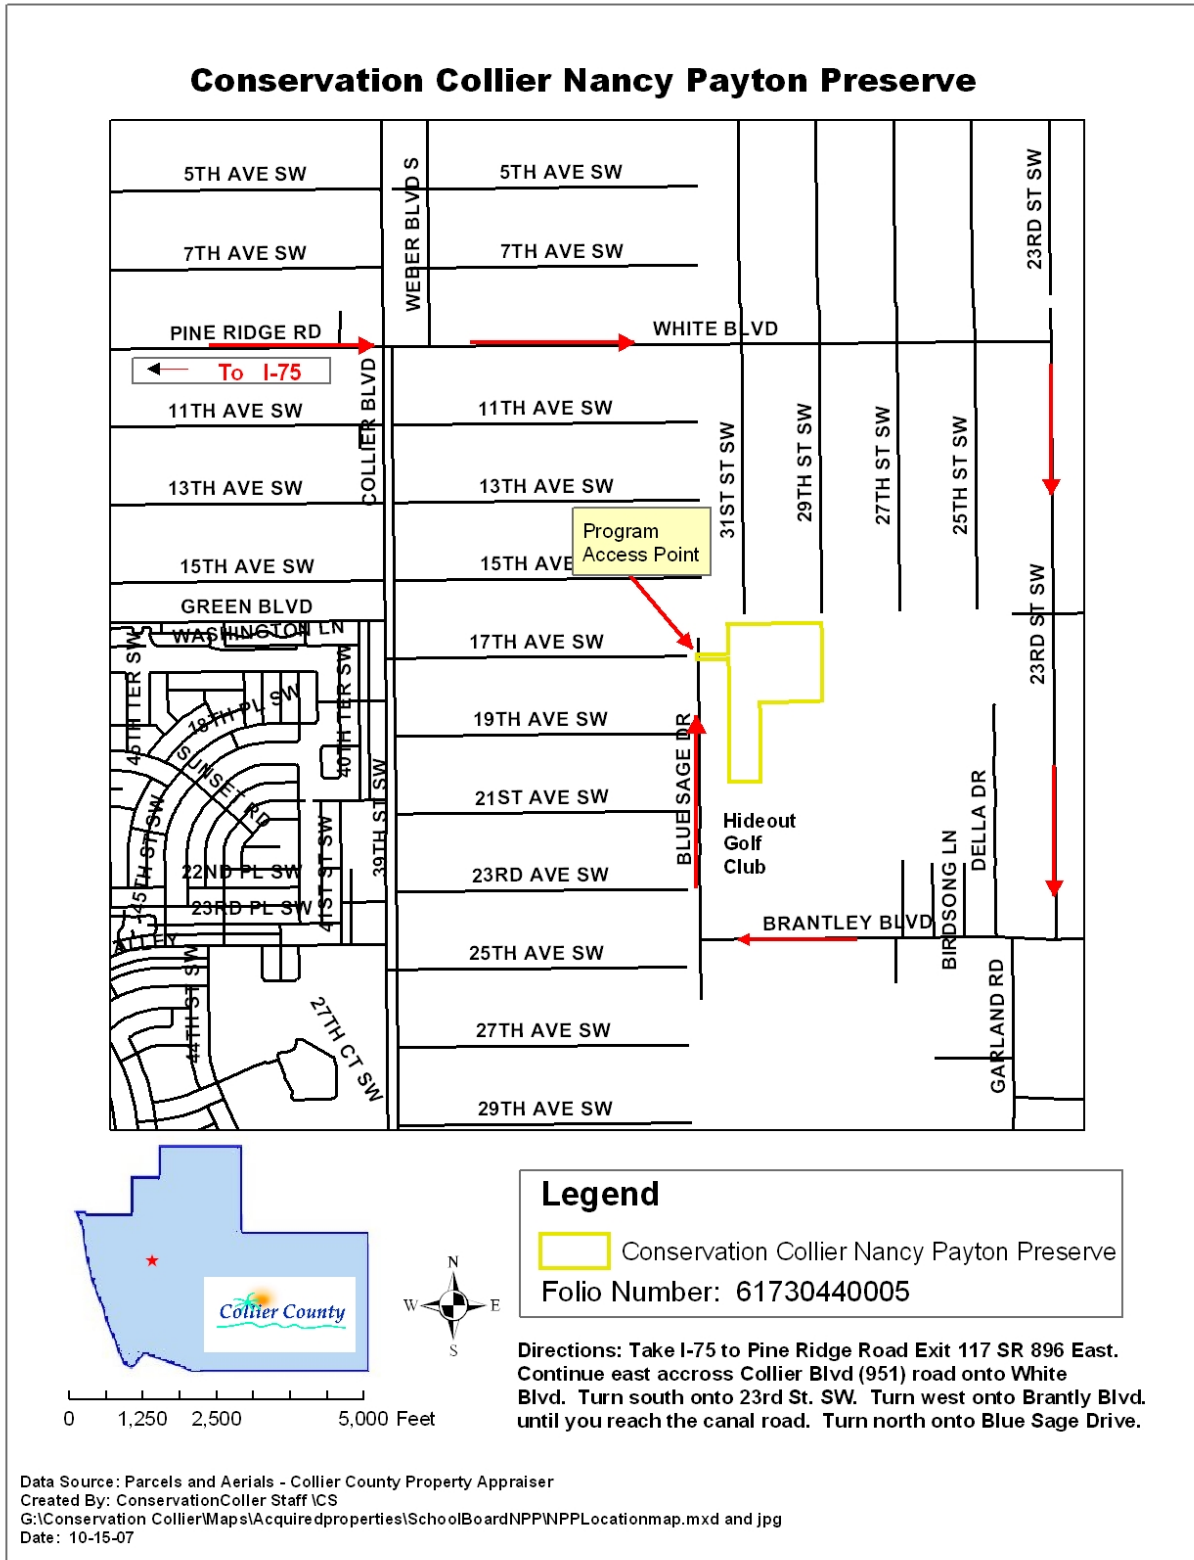 Conservation Collier Nancy Payton Preserve
5TH AVE SW
5TH AVE SW
WEBER BLVD S
23RD ST SW
7TH AVE SW
7TH AVE SW
PINE RIDGE RD
WHITE BLVD
To I-75
COLLIER BLVD
11TH AVE SW
11TH AVE SW
31ST ST SW
29TH ST SW
27TH ST SW
25TH ST SW
13TH AVE SW
13TH AVE SW
Program
Access Point
15TH AVE SW
15TH AVE
GREEN BLVD
WASHINGTON LN
23RD ST SW
17TH AVE SW
45TH TER SW
40TH TER SW
18TH PL SW
19TH AVE SW
BLUE SAGE DR
SUNSET RD
39TH ST SW
21ST AVE SW
Hideout
Golf
Club
DELLA DR
45TH ST SW
41ST ST SW
22ND PL SW
23RD AVE SW
BIRDSONG LN
23RD PL SW
BRANTLEY BLVD
ALLEY
25TH AVE SW
44TH ST SW
27TH CT SW
GARLAND RD
27TH AVE SW
29TH AVE SW
Legend
Conservation Collier Nancy Payton Preserve
Folio Number: 61730440005
Collier County
N
W
E
S
0 1,250 2,500 5,000 Feet
Directions: Take I-75 to Pine Ridge Road Exit 117 SR 896 East.
Continue east accross Collier Blvd (951) road onto White
Blvd. Turn south onto 23rd St. SW. Turn west onto Brantly Blvd.
until you reach the canal road. Turn north onto Blue Sage Drive.
Data Source: Parcels and Aerials - Collier County Property Appraiser
Created By: ConservationColler Staff \CS
G:\Conservation Collier\Maps\Acquiredproperties\SchoolBoardNPP\NPPLocationmap.mxd and jpg
Date: 10-15-07